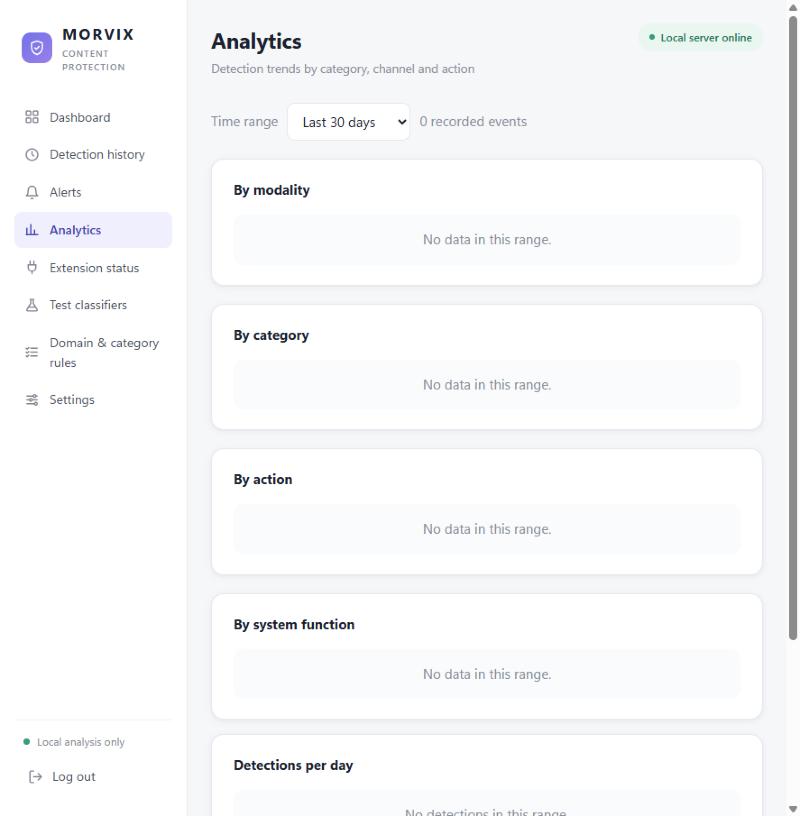 MORVIX
CONTENT
PROTECTION
Dashboard
Detection history
Alerts
Analytics
Extension status
Test classifiers
Domain & category
rules
Settings
Local analysis only
Log out
Analytics
Local server online
Detection trends by category, channel and action
Time range
Last 30 days
0 recorded events
By modality
No data in this range.
By category
No data in this range.
By action
No data in this range.
By system function
No data in this range.
Detections per day
No detections in this range.